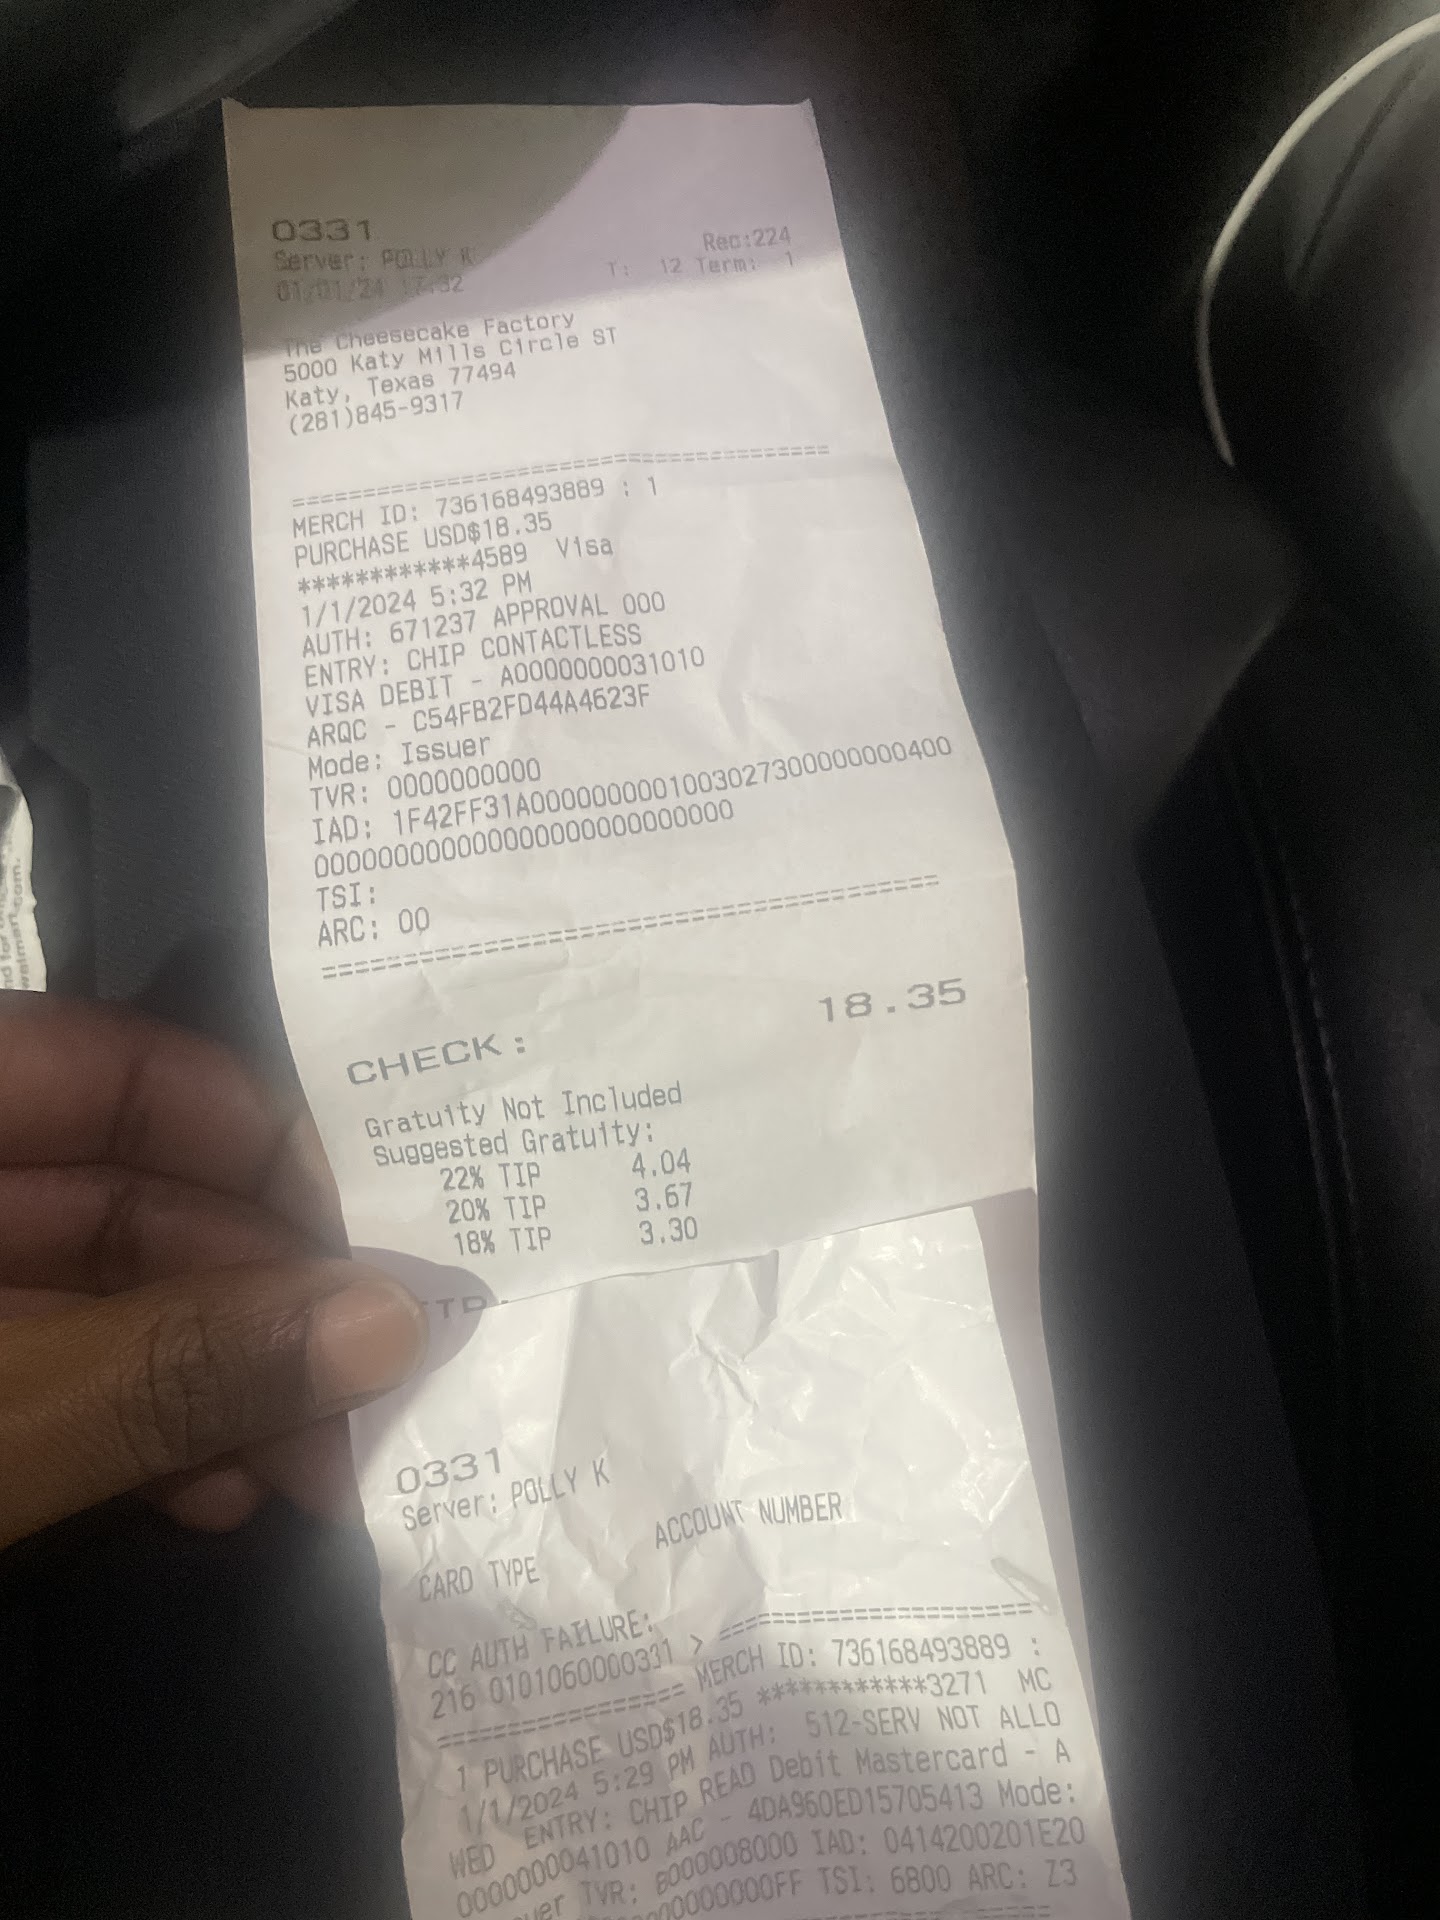 0331
Server: POLLY K Rec:224
01/01/24 17:32 T: 12 Term: 1
The Cheesecake Factory
5000 Katy Mills Circle ST
Katy, Texas 77494
(281)845-9317
========================================
MERCH ID: 736168493889 : 1
PURCHASE USD$18.35
************4589 Visa
1/1/2024 5:32 PM
AUTH: 671237 APPROVAL 000
ENTRY: CHIP CONTACTLESS
VISA DEBIT - A0000000031010
ARQC - C54FB2FD44A4623F
Mode: Issuer
TVR: 0000000000
TSI:
ARC: 00
========================================
CHECK: 18.35
Gratuity Not Included
Suggested Gratuity:
22% TIP 4.04
20% TIP 3.67
18% TIP 3.30
0331
Server: POLLY K
CARD TYPE ACCOUNT NUMBER
CC AUTH FAILURE:
216 0101060000331 > ====================
================ MERCH ID: 736168493889 :
1 PURCHASE USD$18.35 ************3271 MC
1/1/2024 5:29 PM AUTH: 512-SERV NOT ALLO
WED ENTRY: CHIP READ Debit Mastercard - A
0000000041010 AAC - 4DA960ED15705413 Mode:
TVR: 8000008000 IAD: 0414200201E20
TSI: 6800 ARC: Z3